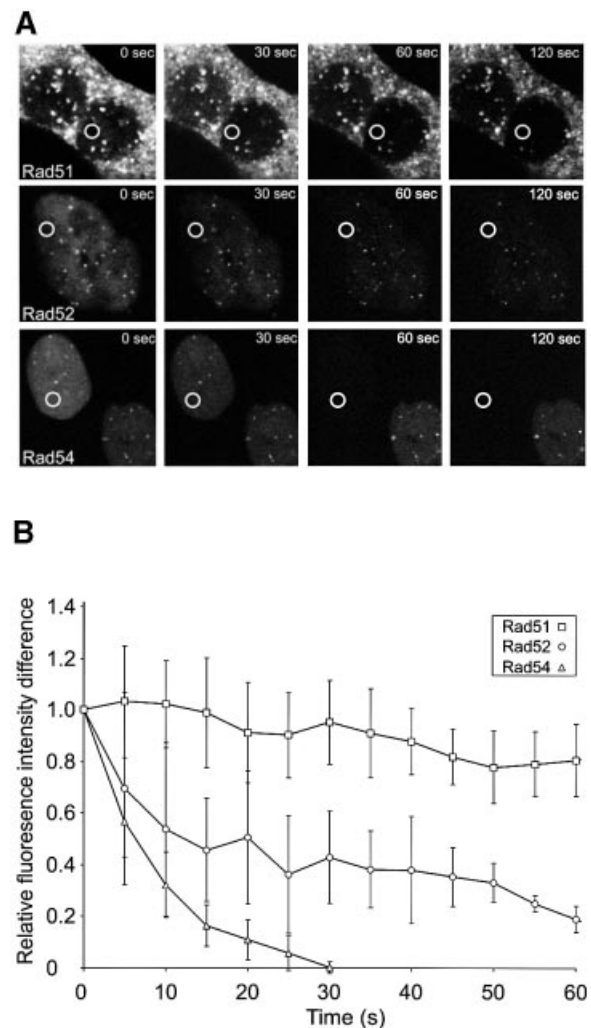 A
0 sec 30 sec 60 sec 120 sec
Rad51
0 sec 30 sec 60 sec 120 sec
Rad52
0 sec 30 sec 60 sec 120 sec
Rad54
B
1.4
1.2
1.0
0.8
0.6
0.4
0.2
0
Relative fluoresence intensity difference
Rad51
Rad52
Rad54
0 10 20 30 40 50 60
Time (s)